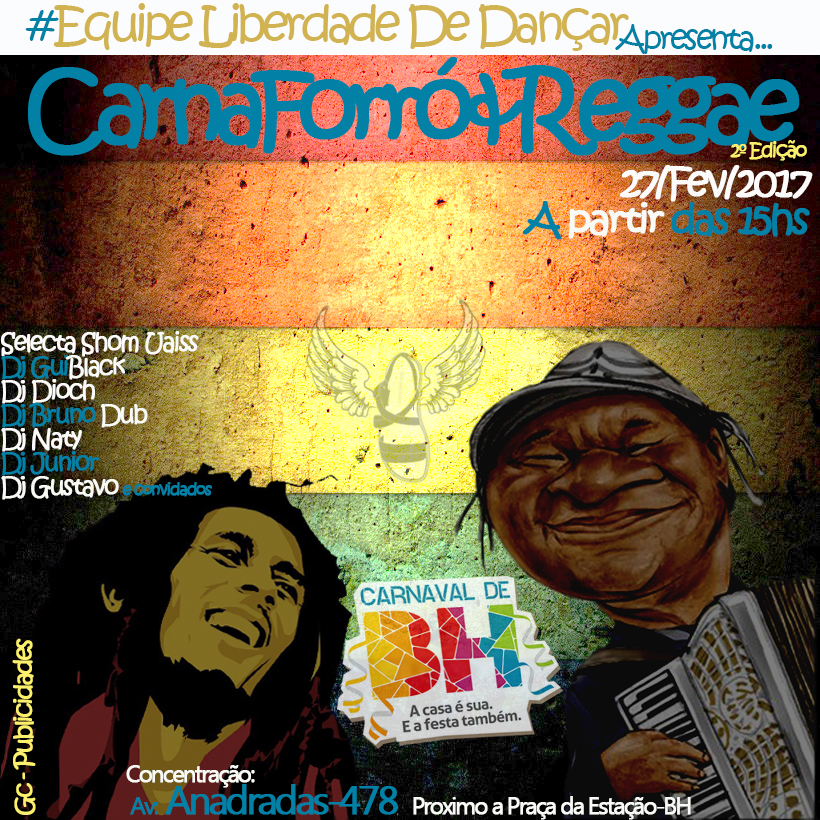 #Equipe Liberdade De Dançar Apresenta...
CarnaForró&Reggae
2º Edição
27/Fev/2017
A partir das 15hs
Selecta Shom Uaiss
Dj GuiBlack
Dj Dioch
Dj Bruno Dub
Dj Naty
Dj Junior
Dj Gustavo e convidados
CARNAVAL DE
BH
A casa é sua.
E a festa também.
Gc - Publicidades
Concentração:
Av. Anadradas-478 Proximo a Praça da Estação-BH